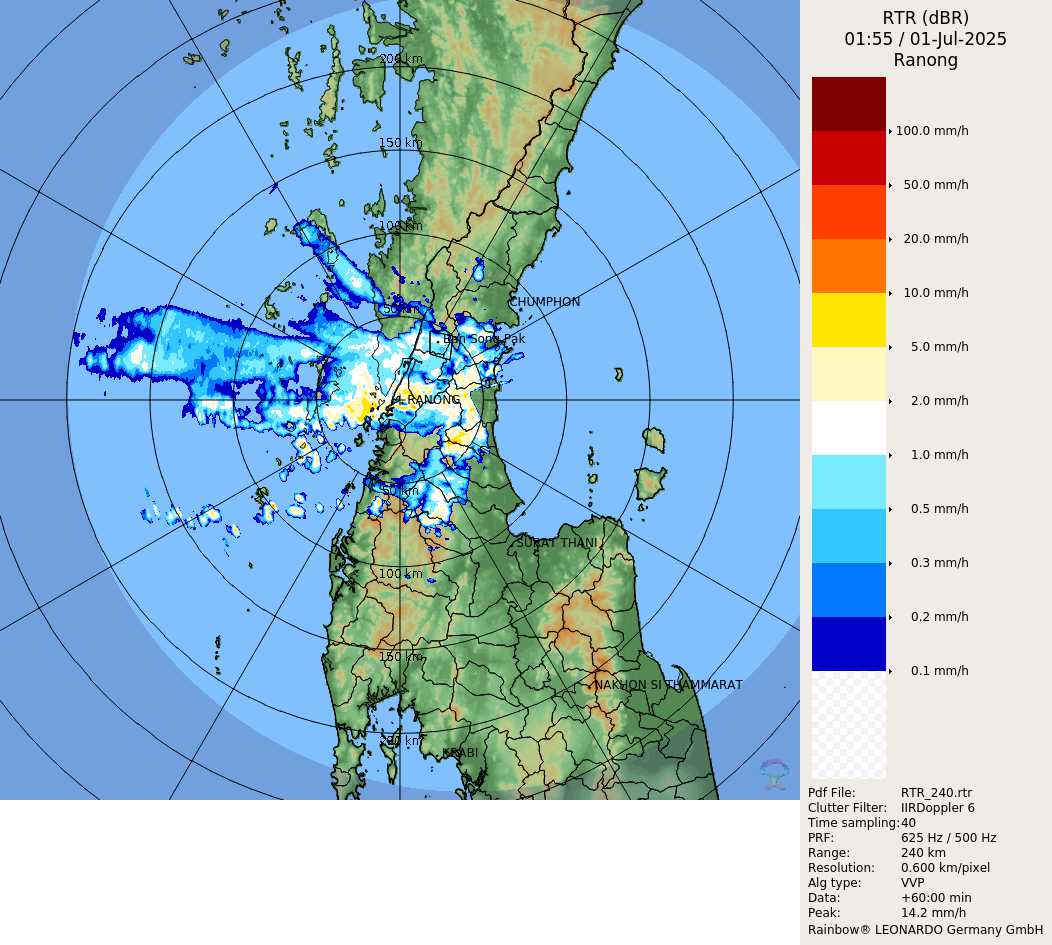 RTR (dBR)
01:55 / 01-Jul-2025
Ranong
200 km
150 km
100 km
50 km
CHUMPHON
Ban Song Pak
RANONG
50 km
SURAT THANI
100 km
150 km
NAKHON SI THAMMARAT
200 km
KRABI
100.0 mm/h
50.0 mm/h
20.0 mm/h
10.0 mm/h
5.0 mm/h
2.0 mm/h
1.0 mm/h
0.5 mm/h
0.3 mm/h
0.2 mm/h
0.1 mm/h
Pdf File: RTR_240.rtr
Clutter Filter: IIRDoppler 6
Time sampling:40
PRF: 625 Hz / 500 Hz
Range: 240 km
Resolution: 0.600 km/pixel
Alg type: VVP
Data: +60:00 min
Peak: 14.2 mm/h
Rainbow® LEONARDO Germany GmbH